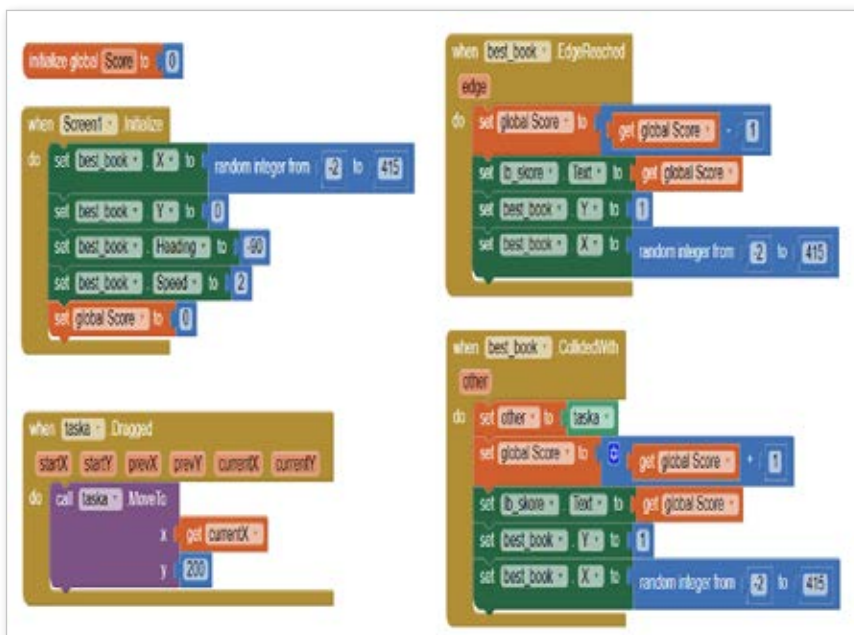 initialize global Score to 0
when Screen1 .Initialize
do set best_book . X to random integer from -2 to 415
set best_book . Y to 0
set best_book . Heading to -90
set best_book . Speed to 2
set global Score to 0
when taska .Dragged
startX startY prevX prevY currentX currentY
do call taska .MoveTo
x get currentX
y 200
when best_book .EdgeReached
edge
do set global Score to get global Score - 1
set lb_skore . Text to get global Score
set best_book . Y to 1
set best_book . X to random integer from -2 to 415
when best_book .CollidedWith
other
do set other to taska
set global Score to get global Score + 1
set lb_skore . Text to get global Score
set best_book . Y to 1
set best_book . X to random integer from -2 to 415